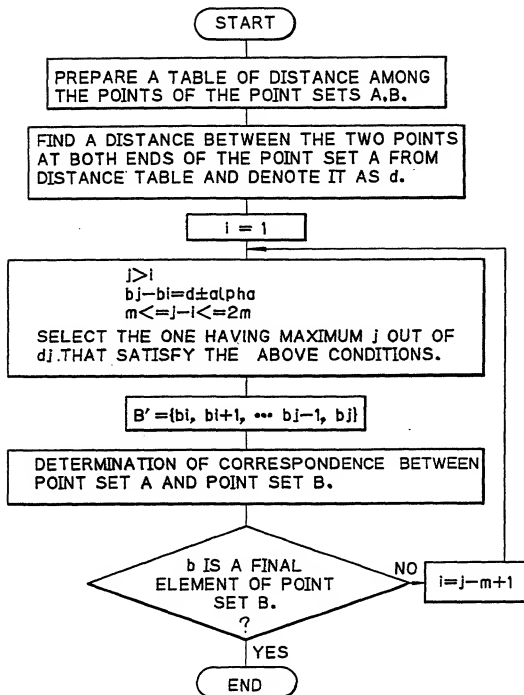 START
PREPARE A TABLE OF DISTANCE AMONG
THE POINTS OF THE POINT SETS A.B.
FIND A DISTANCE BETWEEN THE TWO POINTS
AT BOTH ENDS OF THE POINT SET A FROM
DISTANCE TABLE AND DENOTE IT AS d.
i = 1
j>i
bj-bi=d±alpha
m<=j-i<=2m
SELECT THE ONE HAVING MAXIMUM j OUT OF
dj.THAT SATISFY THE ABOVE CONDITIONS.
B'={bi, bi+1, ••• bj-1, bj}
DETERMINATION OF CORRESPONDENCE BETWEEN
POINT SET A AND POINT SET B.
b IS A FINAL
ELEMENT OF POINT
SET B.
?
NO
i=j-m+1
YES
END